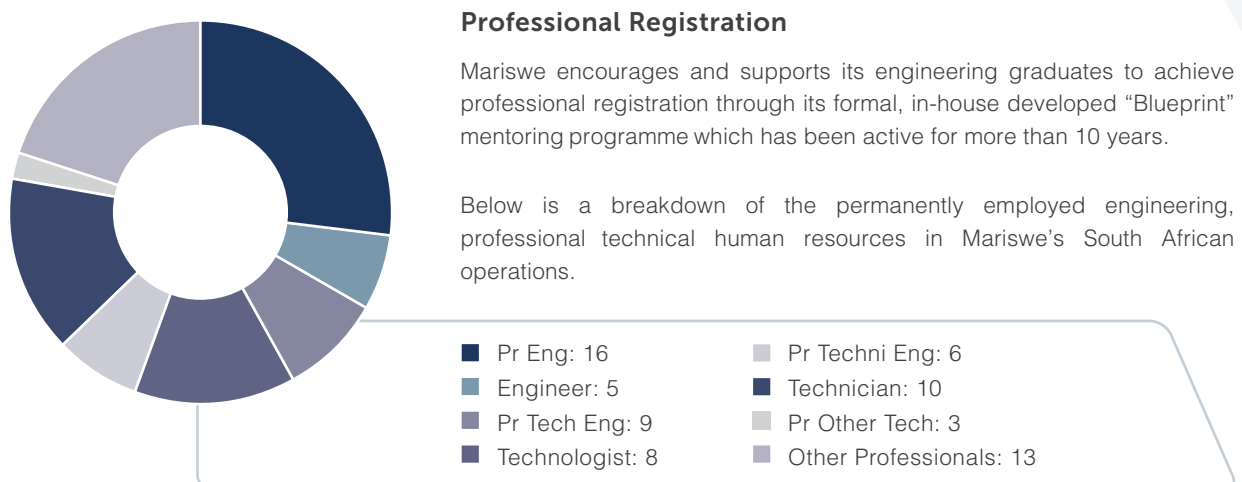 Professional Registration
Mariswe encourages and supports its engineering graduates to achieve
professional registration through its formal, in-house developed “Blueprint”
mentoring programme which has been active for more than 10 years.
Below is a breakdown of the permanently employed engineering,
professional technical human resources in Mariswe’s South African
operations.
Pr Eng: 16
Engineer: 5
Pr Tech Eng: 9
Technologist: 8
Pr Techni Eng: 6
Technician: 10
Pr Other Tech: 3
Other Professionals: 13